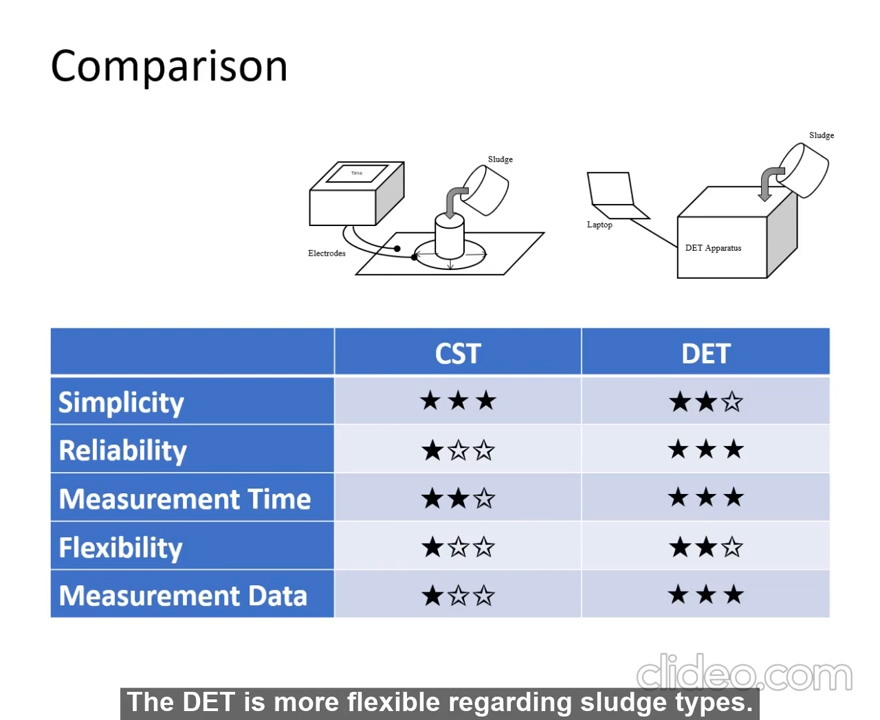 Comparison
Time
Sludge
Electrodes
Sludge
Laptop
DET Apparatus
CST DET
Simplicity ★★★ ★★☆
Reliability ★☆☆ ★★★
Measurement Time ★★☆ ★★★
Flexibility ★☆☆ ★★☆
Measurement Data ★☆☆ ★★★
clideo.com
The DET is more flexible regarding sludge types.